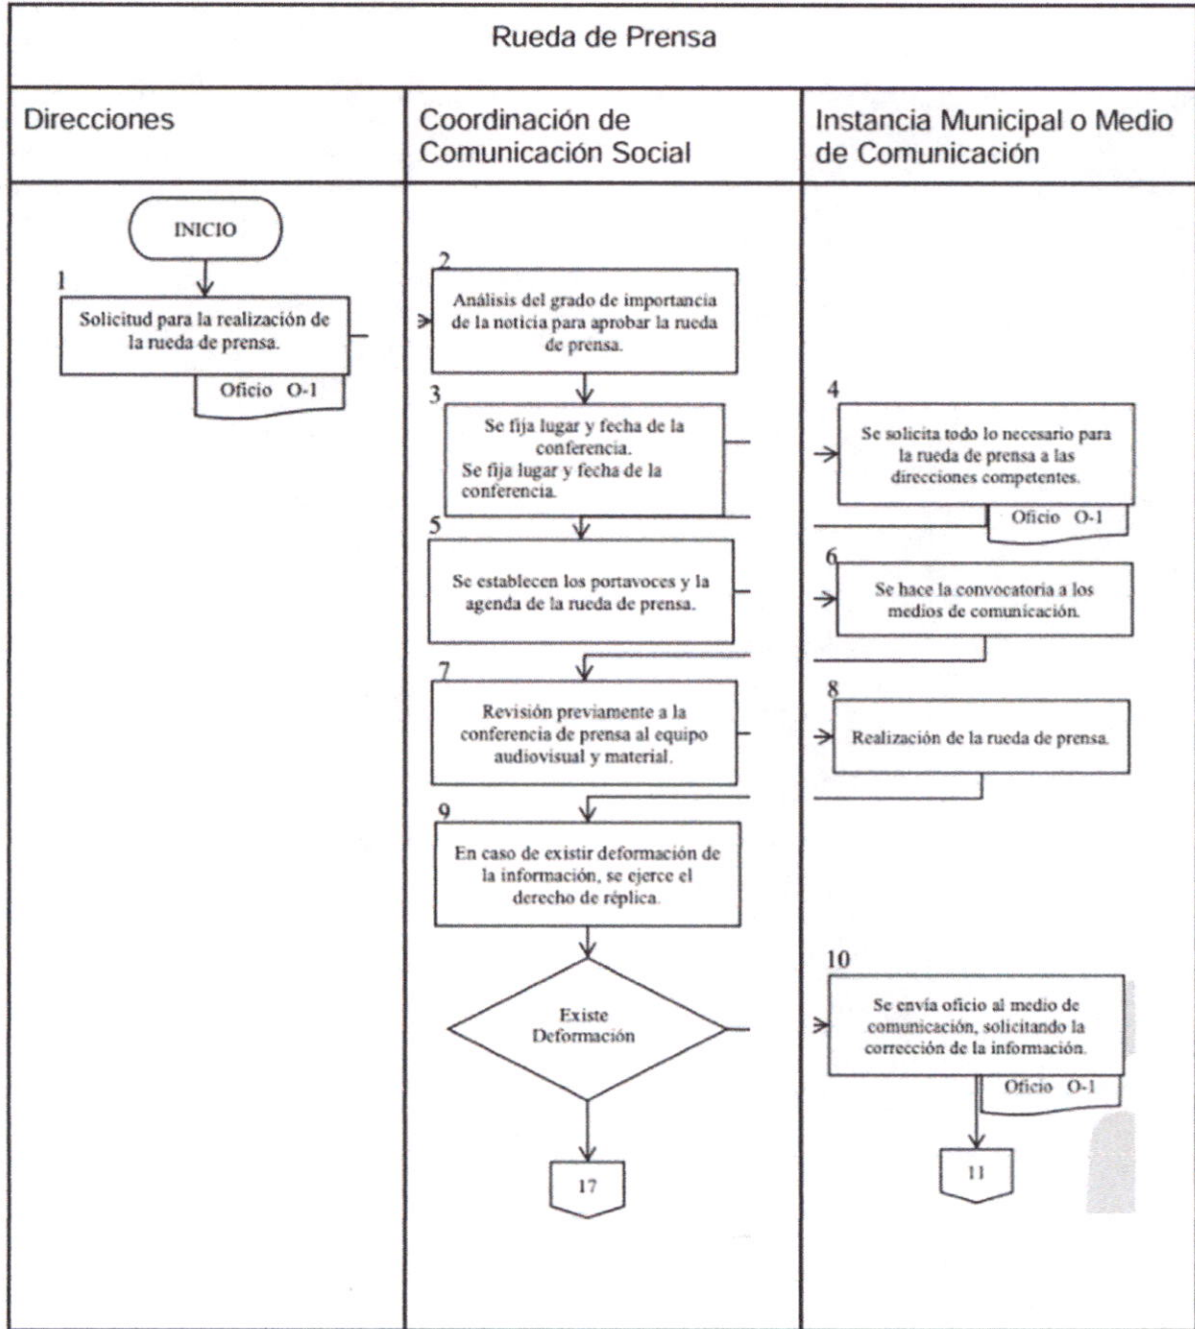 Rueda de Prensa
Direcciones
Coordinación de
Comunicación Social
Instancia Municipal o Medio
de Comunicación
INICIO
1
Solicitud para la realización de
la rueda de prensa.
Oficio O-1
2
Análisis del grado de importancia
de la noticia para aprobar la rueda
de prensa.
3
Se fija lugar y fecha de la
conferencia.
Se fija lugar y fecha de la
conferencia.
4
Se solicita todo lo necesario para
la rueda de prensa a las
direcciones competentes.
Oficio O-1
5
Se establecen los portavoces y la
agenda de la rueda de prensa.
6
Se hace la convocatoria a los
medios de comunicación.
7
Revisión previamente a la
conferencia de prensa al equipo
audiovisual y material.
8
Realización de la rueda de prensa.
9
En caso de existir deformación de
la información, se ejerce el
derecho de réplica.
Existe
Deformación
10
Se envía oficio al medio de
comunicación, solicitando la
corrección de la información.
Oficio O-1
17
11